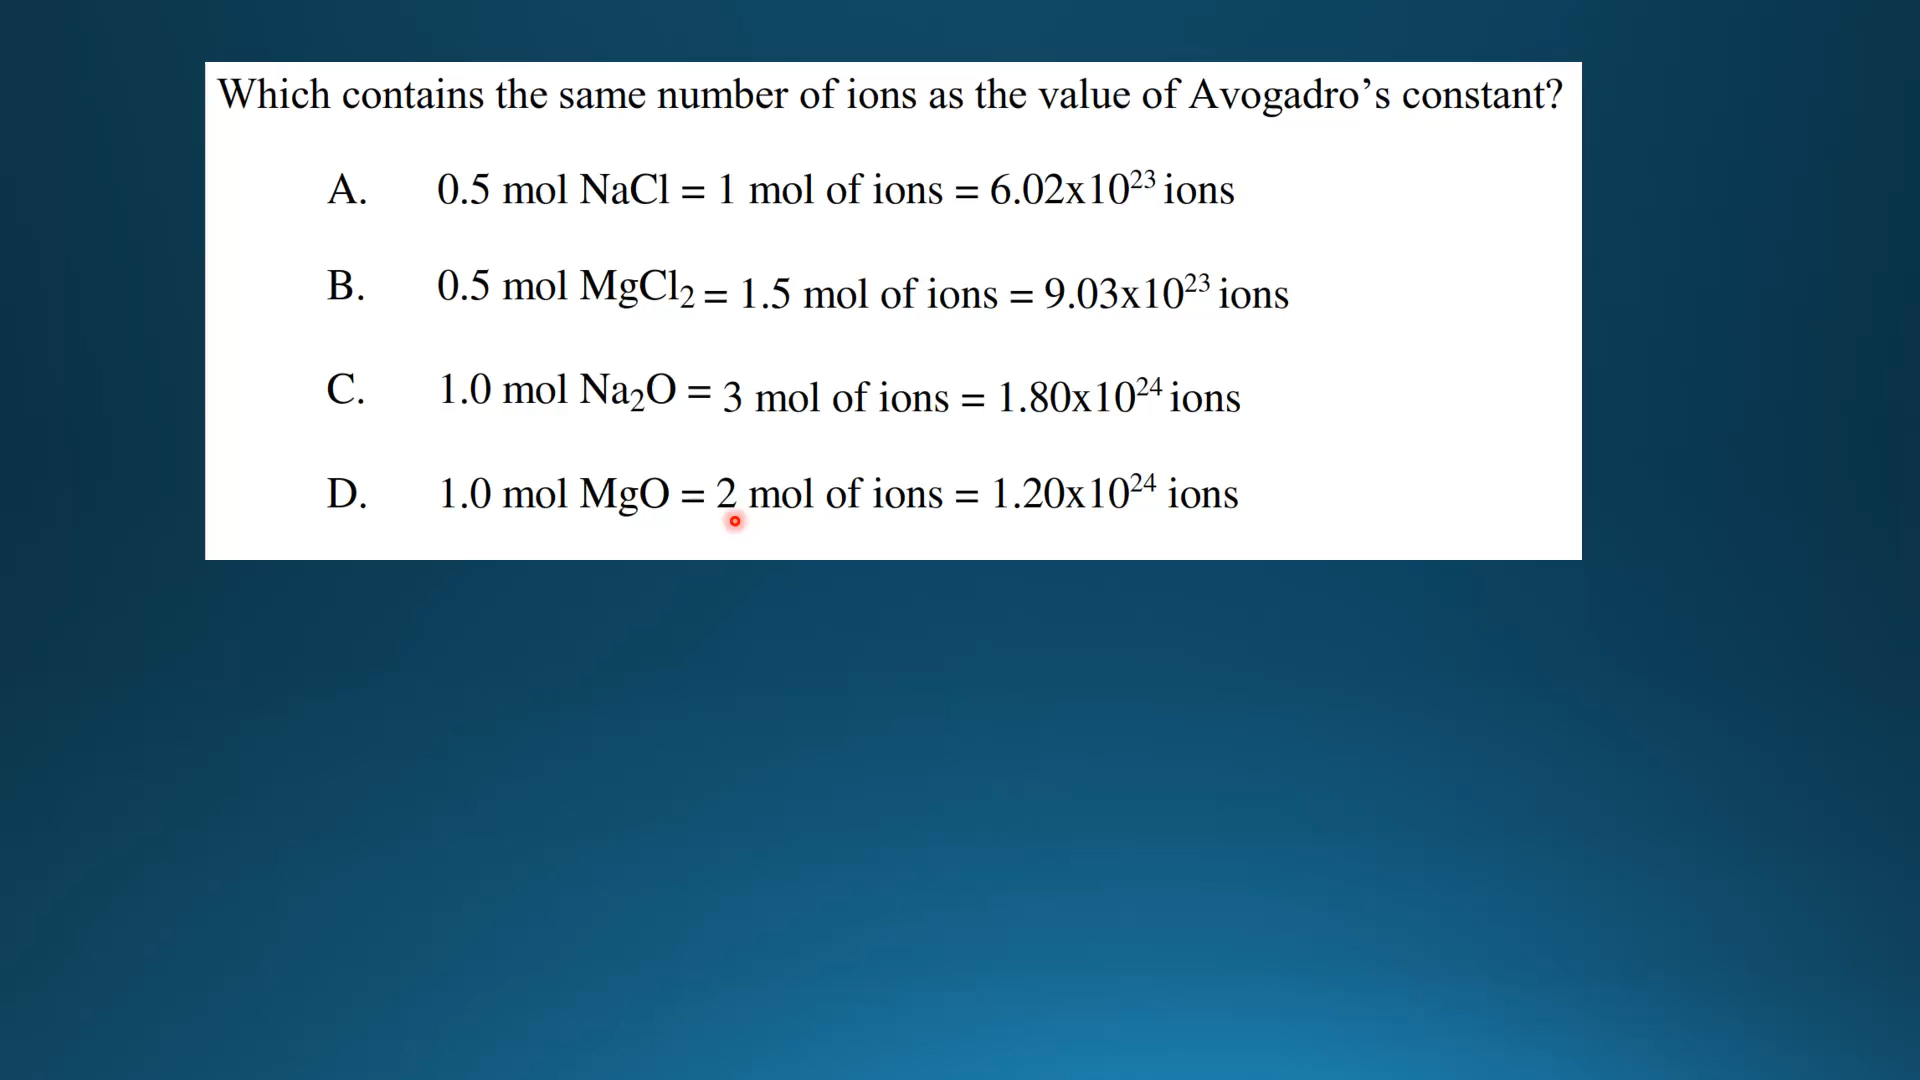 Which contains the same number of ions as the value of Avogadro’s constant?
A. 0.5 mol NaCl = 1 mol of ions = 6.02x10²³ ions
B. 0.5 mol MgCl₂ = 1.5 mol of ions = 9.03x10²³ ions
C. 1.0 mol Na₂O = 3 mol of ions = 1.80x10²⁴ ions
D. 1.0 mol MgO = 2 mol of ions = 1.20x10²⁴ ions